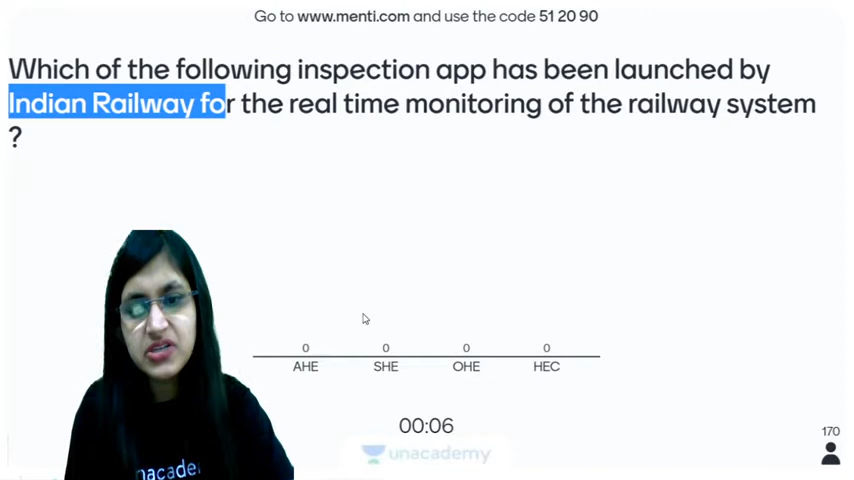 Go to www.menti.com and use the code 51 20 90
Which of the following inspection app has been launched by
Indian Railway for the real time monitoring of the railway system
?
0 0 0 0
AHE SHE OHE HEC
00:06
unacademy
170